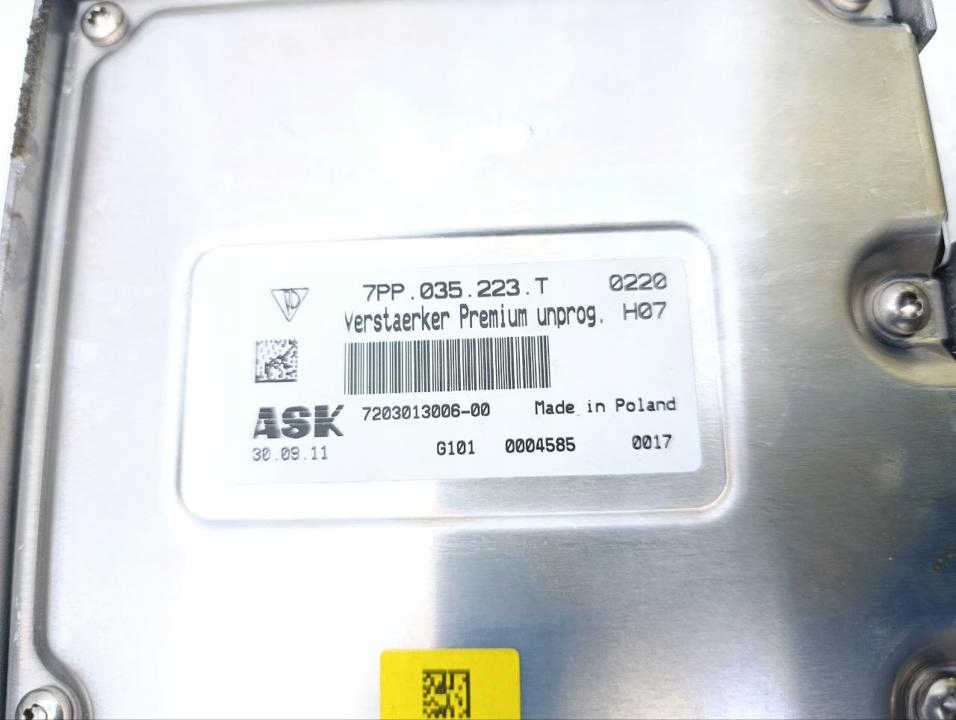 7PP.035.223.T 0220
Verstaerker Premium unprog. H07
ASK 7203013006-00 Made in Poland
30.09.11 G101 0004585 0017